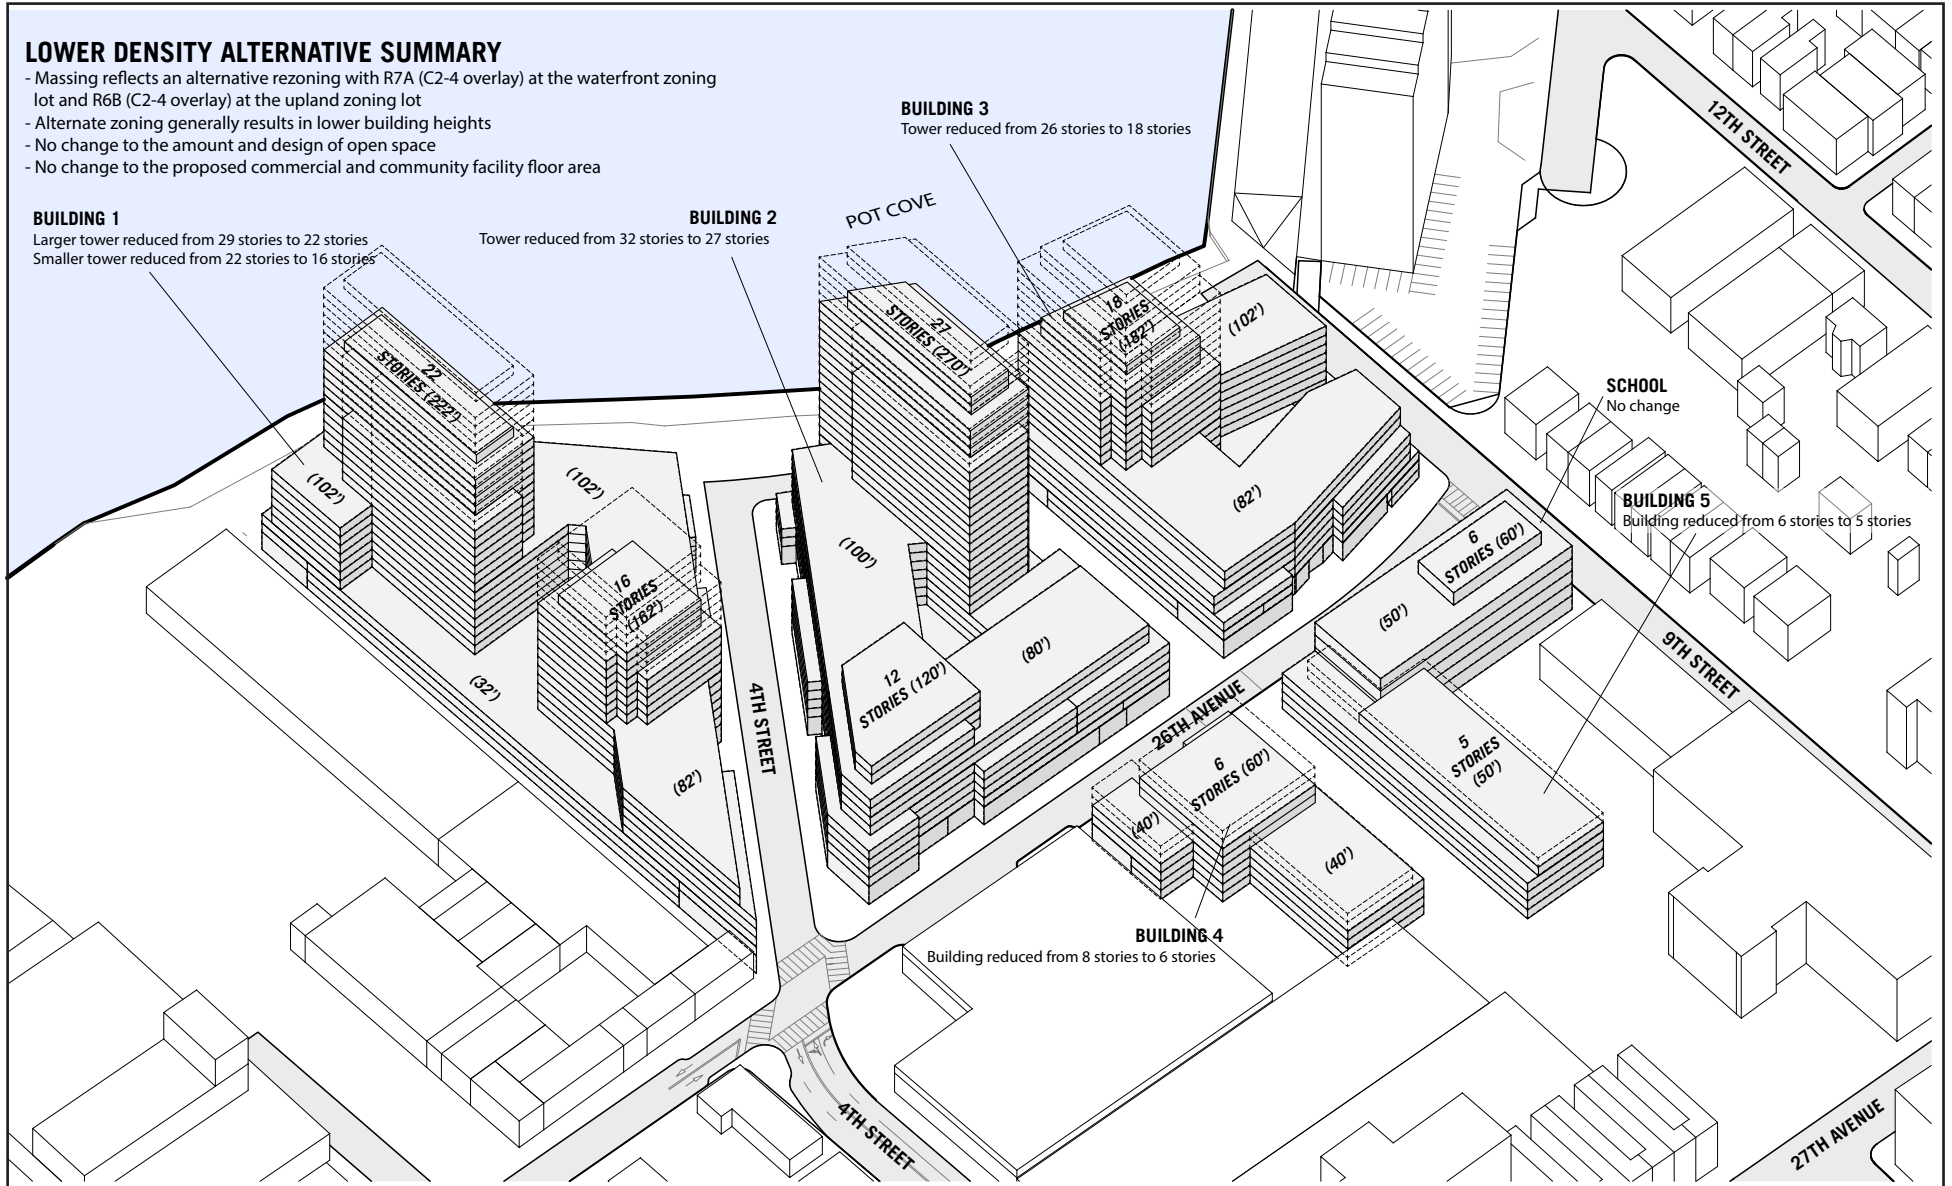 LOWER DENSITY ALTERNATIVE SUMMARY
- Massing reflects an alternative rezoning with R7A (C2-4 overlay) at the waterfront zoning
lot and R6B (C2-4 overlay) at the upland zoning lot
- Alternate zoning generally results in lower building heights
- No change to the amount and design of open space
- No change to the proposed commercial and community facility floor area
BUILDING 1
Larger tower reduced from 29 stories to 22 stories
Smaller tower reduced from 22 stories to 16 stories
BUILDING 2
Tower reduced from 32 stories to 27 stories
BUILDING 3
Tower reduced from 26 stories to 18 stories
POT COVE
12TH STREET
22
STORIES (222')
27
STORIES (270')
18
STORIES
(182')
(102')
(102')
(102')
(82')
(100')
SCHOOL
No change
BUILDING 5
Building reduced from 6 stories to 5 stories
6
STORIES (60')
(50')
16
STORIES
(162')
(32')
(82')
4TH STREET
12
STORIES (120')
(80')
26TH AVENUE
9TH STREET
5
STORIES
(50')
6
STORIES (60')
(40')
(40')
BUILDING 4
Building reduced from 8 stories to 6 stories
4TH STREET
27TH AVENUE